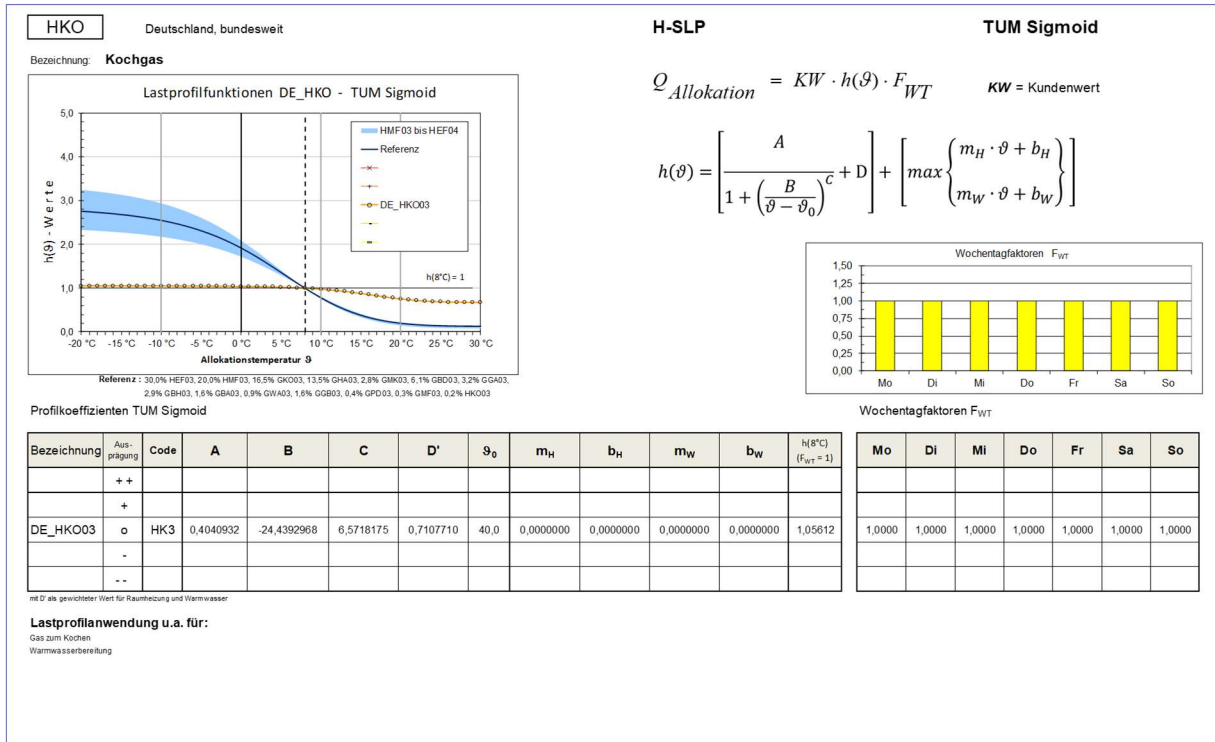 HKO
Deutschland, bundesweit
H-SLP
TUM Sigmoid
Bezeichnung: Kochgas
Q_Allokation = KW · h(ϑ) · F_WT
KW = Kundenwert
h(ϑ) = [A / (1 + (B / (ϑ − ϑ₀))^C) + D] + [max{m_H · ϑ + b_H; m_W · ϑ + b_W}]
Lastprofilfunktionen DE_HKO - TUM Sigmoid
h(ϑ) - Werte
5,0
4,0
3,0
2,0
1,0
0,0
HMF03 bis HEF04
Referenz
DE_HKO03
h(8°C) = 1
-20 °C -15 °C -10 °C -5 °C 0 °C 5 °C 10 °C 15 °C 20 °C 25 °C 30 °C
Allokationstemperatur ϑ
Referenz : 30,0% HEF03, 20,0% HMF03, 16,5% GKO03, 13,5% GHA03, 2,8% GMK03, 6,1% GBD03, 3,2% GGA03,
2,9% GBH03, 1,6% GBA03, 0,9% GWA03, 1,6% GGB03, 0,4% GPD03, 0,3% GMF03, 0,2% HKO03
Wochentagfaktoren F_WT
1,50
1,25
1,00
0,75
0,50
0,25
0,00
Mo Di Mi Do Fr Sa So
Profilkoeffizienten TUM Sigmoid
Bezeichnung Aus-prägung Code A B C D' ϑ₀ m_H b_H m_W b_W h(8°C) (F_WT = 1)
+ +
+
DE_HKO03 o HK3 0,4040932 -24,4392968 6,5718175 0,7107710 40,0 0,0000000 0,0000000 0,0000000 0,0000000 1,05612
-
- -
mit D' als gewichteter Wert für Raumheizung und Warmwasser
Wochentagfaktoren F_WT
Mo Di Mi Do Fr Sa So
1,0000 1,0000 1,0000 1,0000 1,0000 1,0000 1,0000
Lastprofilanwendung u.a. für:
Gas zum Kochen
Warmwasserbereitung